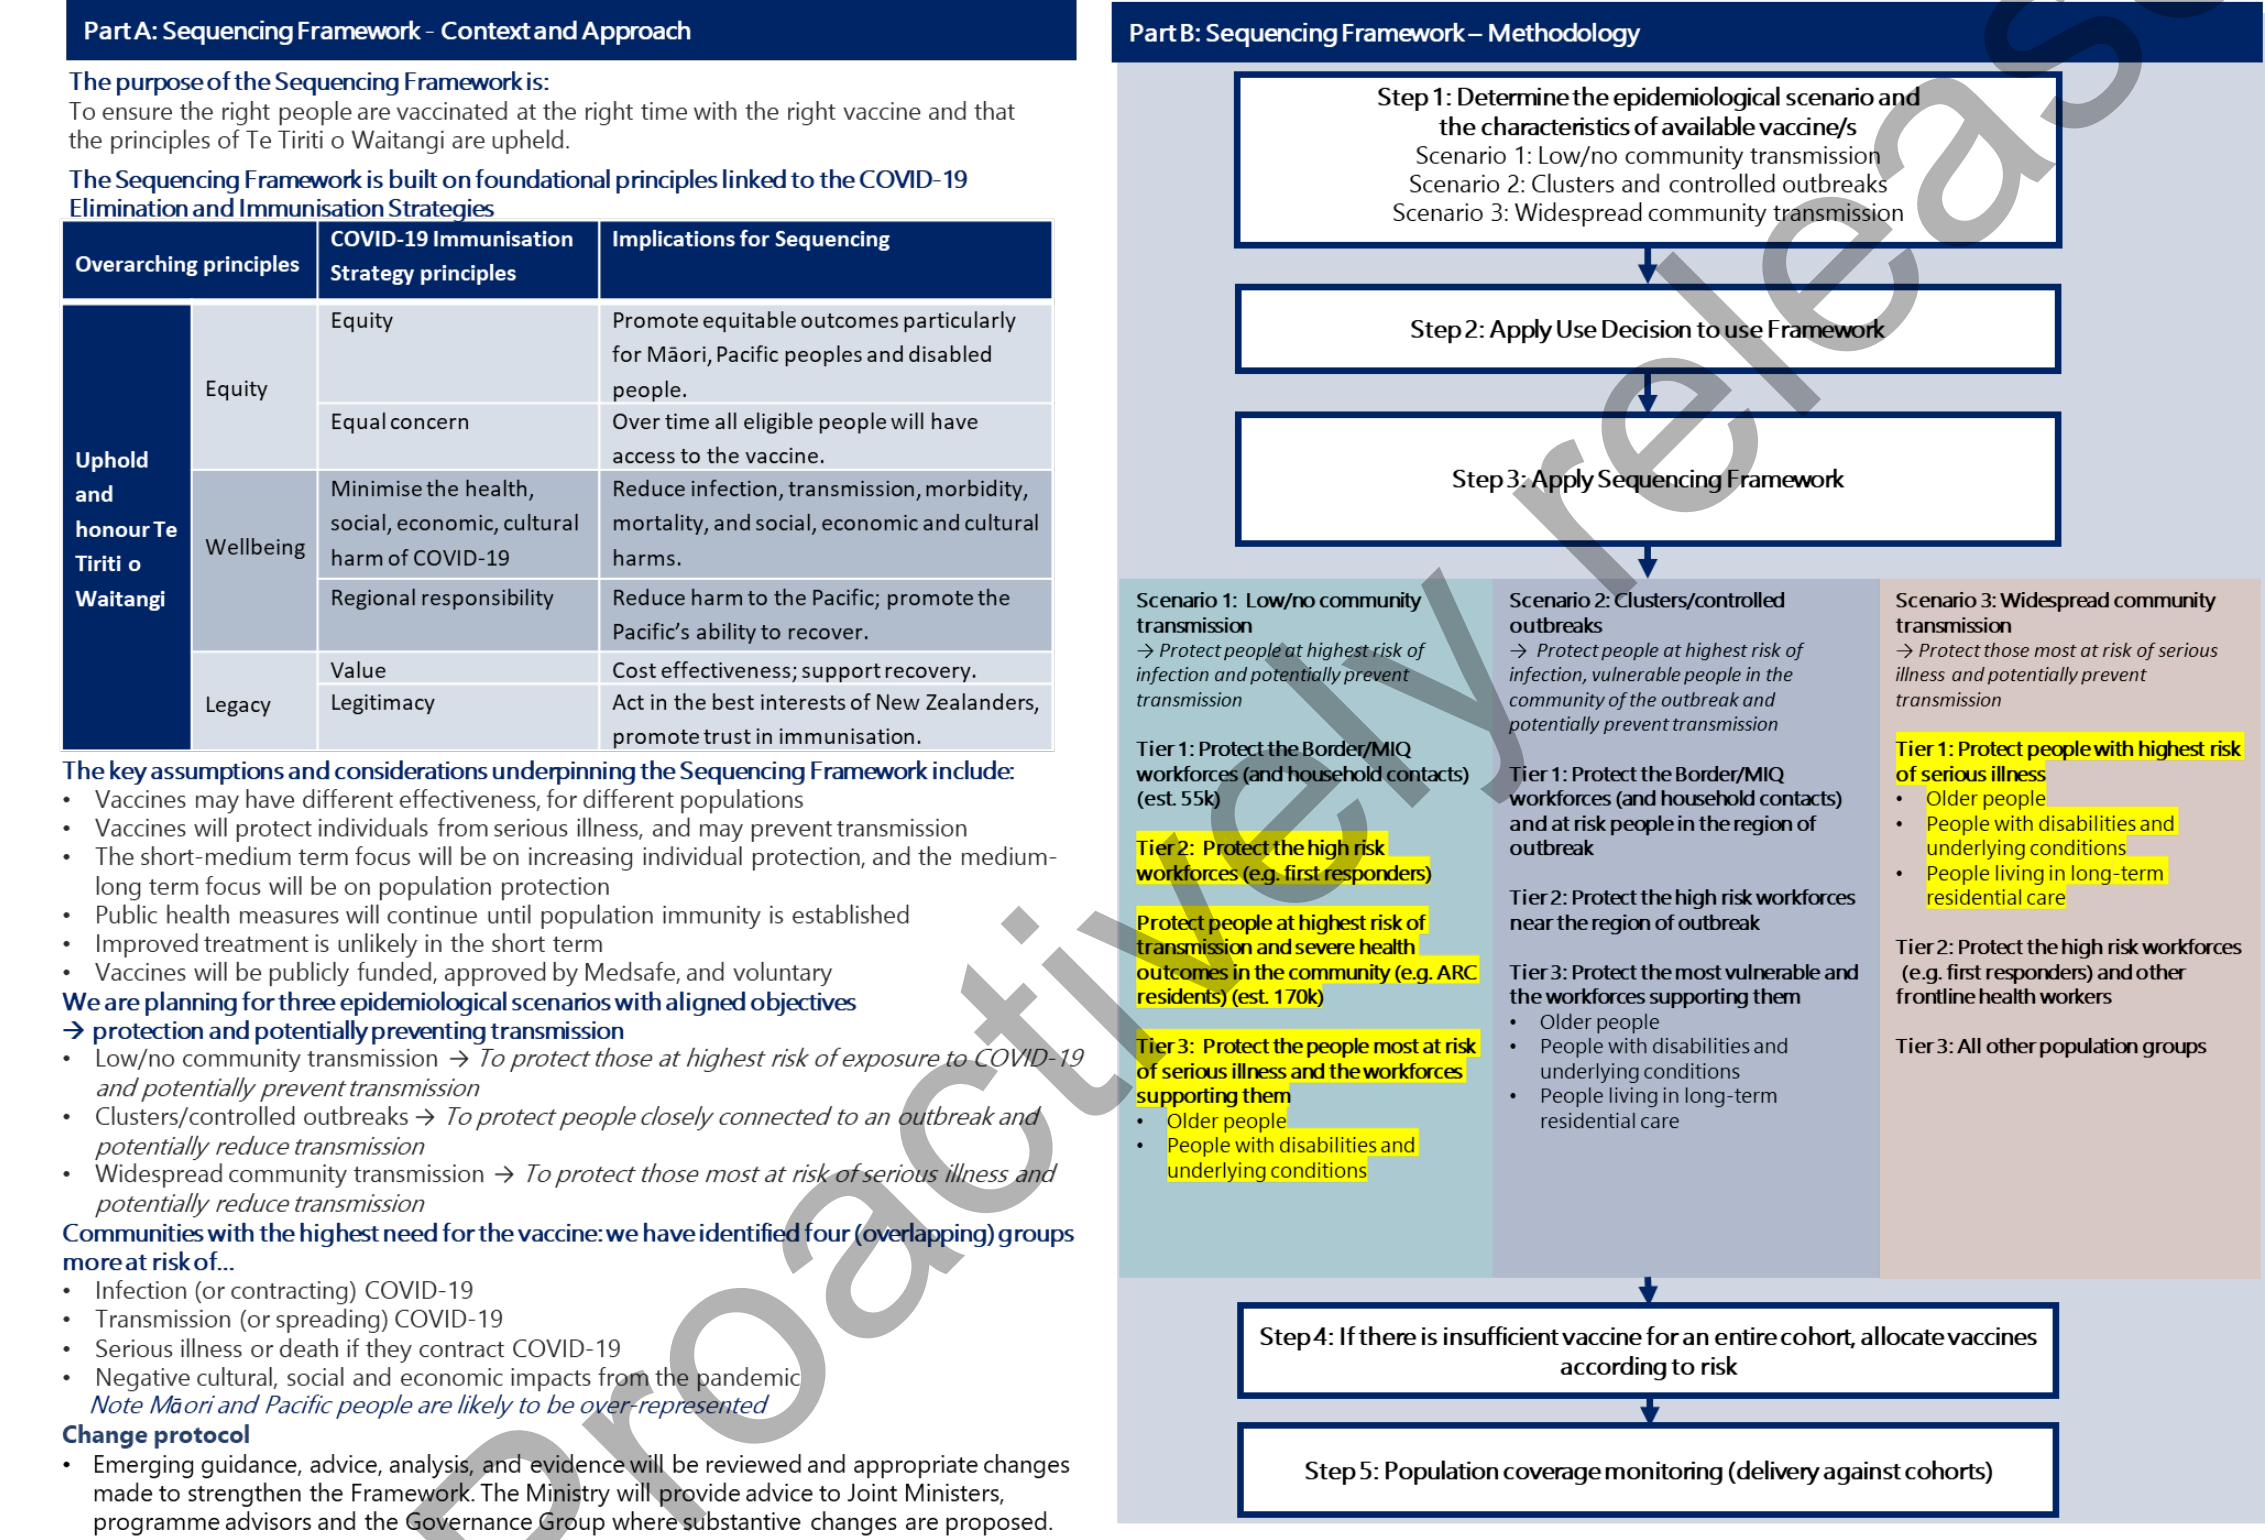 Part A: Sequencing Framework - Context and Approach
The purpose of the Sequencing Framework is:
To ensure the right people are vaccinated at the right time with the right vaccine and that
the principles of Te Tiriti o Waitangi are upheld.
The Sequencing Framework is built on foundational principles linked to the COVID-19
Elimination and Immunisation Strategies
Overarching principles
COVID-19 Immunisation
Strategy principles
Implications for Sequencing
Uphold
and
honour Te
Tiriti o
Waitangi
Equity
Equity
Promote equitable outcomes particularly
for Māori, Pacific peoples and disabled
people.
Equal concern
Over time all eligible people will have
access to the vaccine.
Wellbeing
Minimise the health,
social, economic, cultural
harm of COVID-19
Reduce infection, transmission, morbidity,
mortality, and social, economic and cultural
harms.
Regional responsibility
Reduce harm to the Pacific; promote the
Pacific's ability to recover.
Legacy
Value
Cost effectiveness; support recovery.
Legitimacy
Act in the best interests of New Zealanders,
promote trust in immunisation.
The key assumptions and considerations underpinning the Sequencing Framework include:
• Vaccines may have different effectiveness, for different populations
• Vaccines will protect individuals from serious illness, and may prevent transmission
• The short-medium term focus will be on increasing individual protection, and the medium-
long term focus will be on population protection
• Public health measures will continue until population immunity is established
• Improved treatment is unlikely in the short term
• Vaccines will be publicly funded, approved by Medsafe, and voluntary
We are planning for three epidemiological scenarios with aligned objectives
→ protection and potentially preventing transmission
• Low/no community transmission → To protect those at highest risk of exposure to COVID-19
and potentially prevent transmission
• Clusters/controlled outbreaks → To protect people closely connected to an outbreak and
potentially reduce transmission
• Widespread community transmission → To protect those most at risk of serious illness and
potentially reduce transmission
Communities with the highest need for the vaccine: we have identified four (overlapping) groups
more at risk of...
• Infection (or contracting) COVID-19
• Transmission (or spreading) COVID-19
• Serious illness or death if they contract COVID-19
• Negative cultural, social and economic impacts from the pandemic
Note Māori and Pacific people are likely to be over-represented
Change protocol
• Emerging guidance, advice, analysis, and evidence will be reviewed and appropriate changes
made to strengthen the Framework. The Ministry will provide advice to Joint Ministers,
programme advisors and the Governance Group where substantive changes are proposed.
Part B: Sequencing Framework – Methodology
Step 1: Determine the epidemiological scenario and
the characteristics of available vaccine/s
Scenario 1: Low/no community transmission
Scenario 2: Clusters and controlled outbreaks
Scenario 3: Widespread community transmission
Step 2: Apply Use Decision to use Framework
Step 3: Apply Sequencing Framework
Scenario 1: Low/no community
transmission
→ Protect people at highest risk of
infection and potentially prevent
transmission
Tier 1: Protect the Border/MIQ
workforces (and household contacts)
(est. 55k)
Tier 2: Protect the high risk
workforces (e.g. first responders)
Protect people at highest risk of
transmission and severe health
outcomes in the community (e.g. ARC
residents) (est. 170k)
Tier 3: Protect the people most at risk
of serious illness and the workforces
supporting them
• Older people
• People with disabilities and
underlying conditions
Scenario 2: Clusters/controlled
outbreaks
→ Protect people at highest risk of
infection, vulnerable people in the
community of the outbreak and
potentially prevent transmission
Tier 1: Protect the Border/MIQ
workforces (and household contacts)
and at risk people in the region of
outbreak
Tier 2: Protect the high risk workforces
near the region of outbreak
Tier 3: Protect the most vulnerable and
the workforces supporting them
• Older people
• People with disabilities and
underlying conditions
• People living in long-term
residential care
Scenario 3: Widespread community
transmission
→ Protect those most at risk of serious
illness and potentially prevent
transmission
Tier 1: Protect people with highest risk
of serious illness
• Older people
• People with disabilities and
underlying conditions
• People living in long-term
residential care
Tier 2: Protect the high risk workforces
(e.g. first responders) and other
frontline health workers
Tier 3: All other population groups
Step 4: If there is insufficient vaccine for an entire cohort, allocate vaccines
according to risk
Step 5: Population coverage monitoring (delivery against cohorts)
Proactively releas